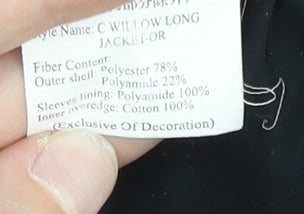 Style Name: C WILLOW LONG
JACKET-OR
Fiber Content:
Outer shell: Polyester 78%
Polyamide 22%
Sleeves lining: Polyamide 100%
Inner overedge: Cotton 100%
(Exclusive Of Decoration)